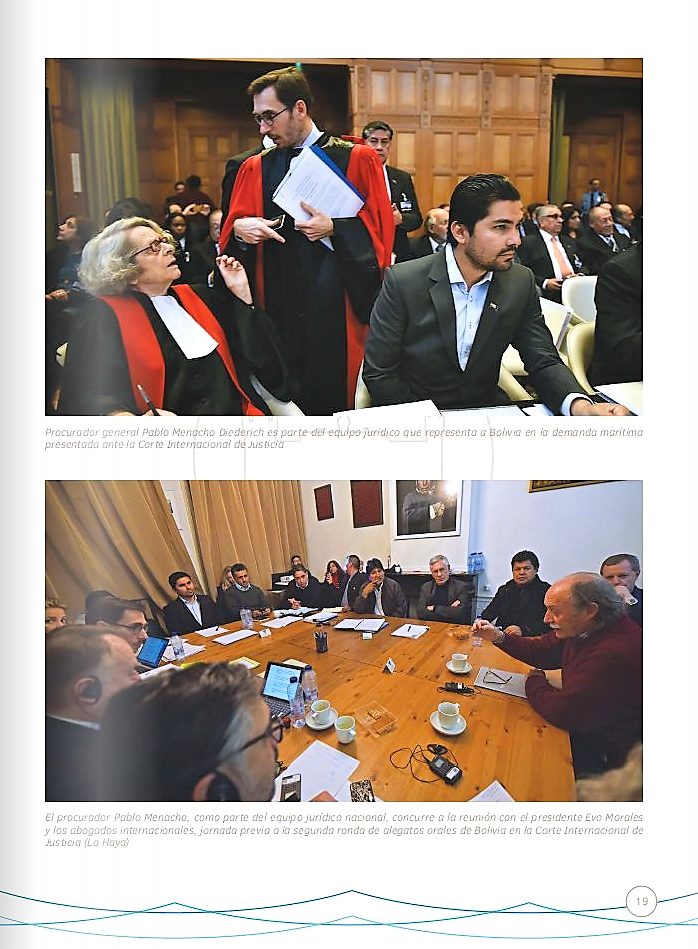 Procurador general Pablo Menacho Diederich es parte del equipo jurídico que representa a Bolivia en la demanda marítima
presentada ante la Corte Internacional de Justicia
El procurador Pablo Menacho, como parte del equipo jurídico nacional, concurre a la reunión con el presidente Evo Morales
y los abogados internacionales, jornada previa a la segunda ronda de alegatos orales de Bolivia en la Corte Internacional de
Justicia (La Haya)
19